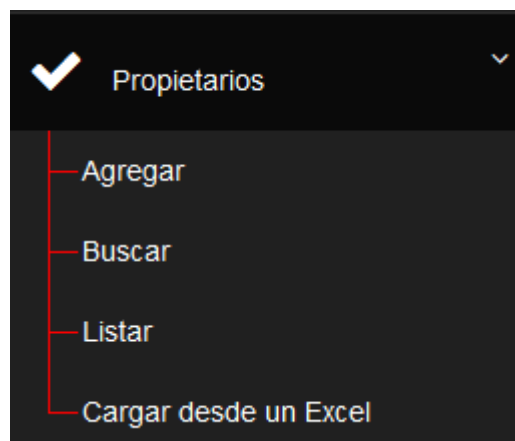 Propietarios
Agregar
Buscar
Listar
Cargar desde un Excel